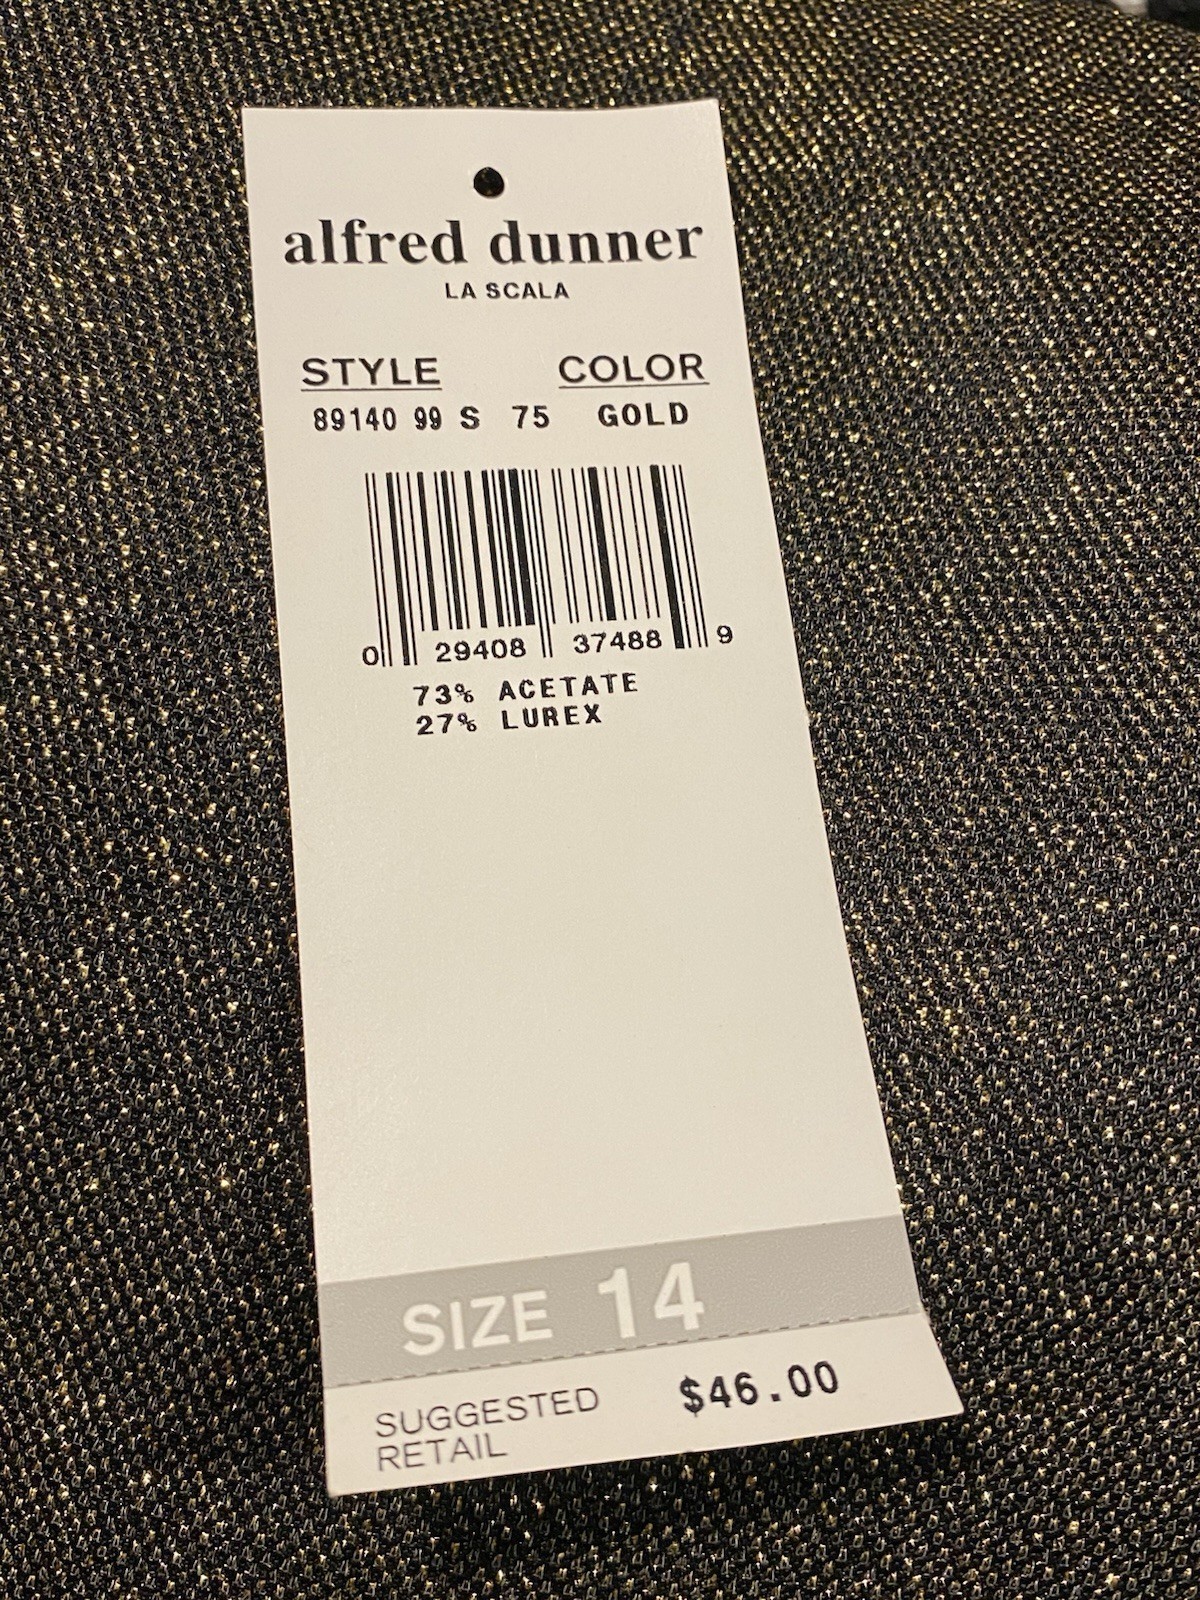 alfred dunner
LA SCALA
STYLE COLOR
89140 99 S 75 GOLD
0 29408 37488 9
73% ACETATE
27% LUREX
SIZE 14
SUGGESTED $46.00
RETAIL